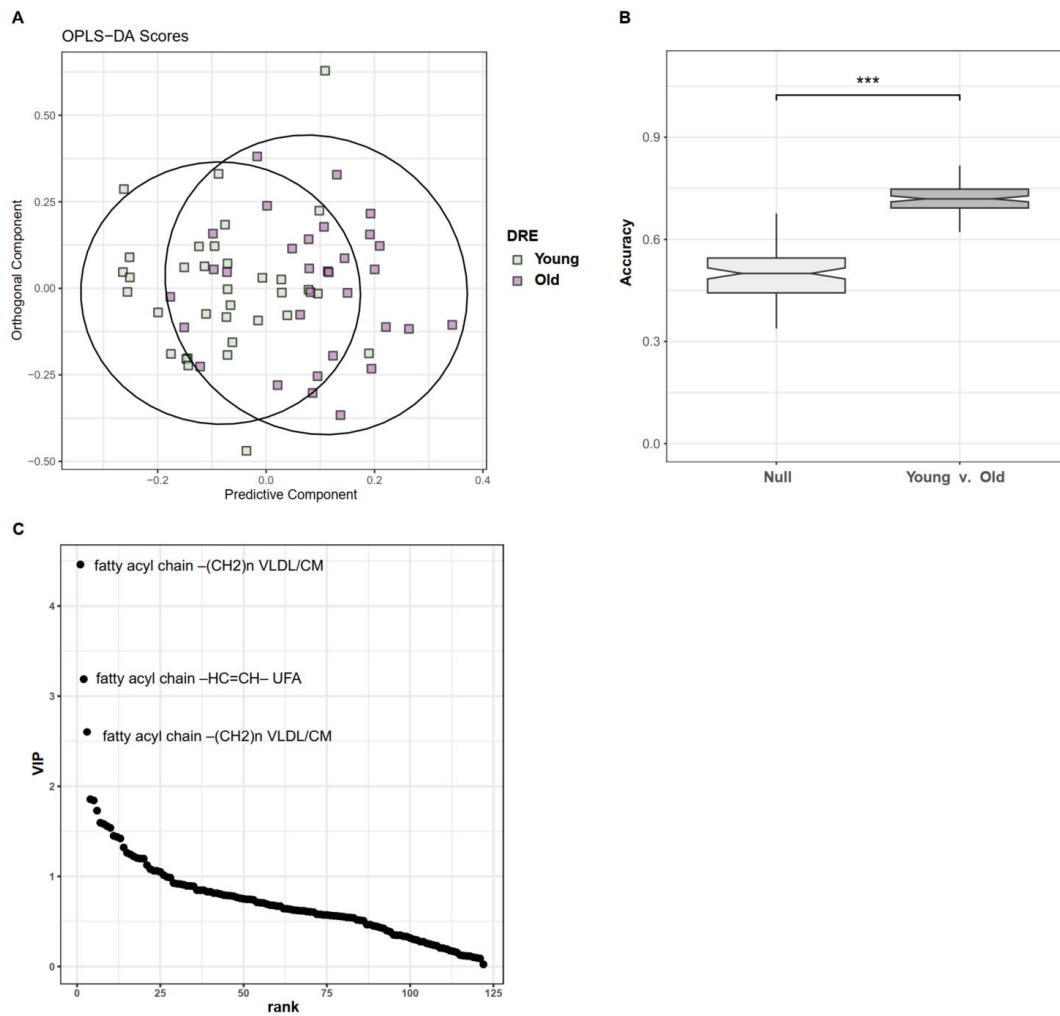 A
OPLS−DA Scores
0.50
0.25
0.00
−0.25
−0.50
−0.2
0.0
0.2
0.4
Orthogonal Component
Predictive Component
DRE
Young
Old
B
***
0.9
0.6
0.3
0.0
Accuracy
Null
Young v. Old
C
fatty acyl chain −(CH2)n VLDL/CM
fatty acyl chain −HC=CH− UFA
fatty acyl chain −(CH2)n VLDL/CM
4
3
2
1
0
VIP
0
25
50
75
100
125
rank